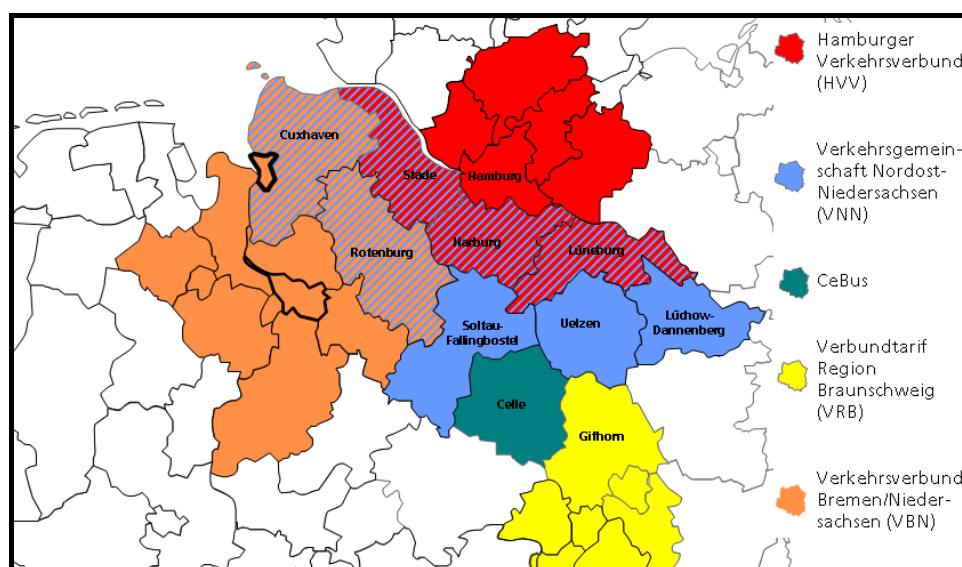 Hamburger
Verkehrsverbund
(HVV)
Verkehrsgemein-
schaft Nordost-
Niedersachsen
(VNN)
CeBus
Verbundtarif
Region
Braunschweig
(VRB)
Verkehrsverbund
Bremen/Nieder-
sachsen (VBN)
Cuxhaven
Stade
Hamburg
Rotenburg
Harburg
Lüneburg
Soltau-
Fallingbostel
Uelzen
Lüchow-
Dannenberg
Celle
Gifhorn